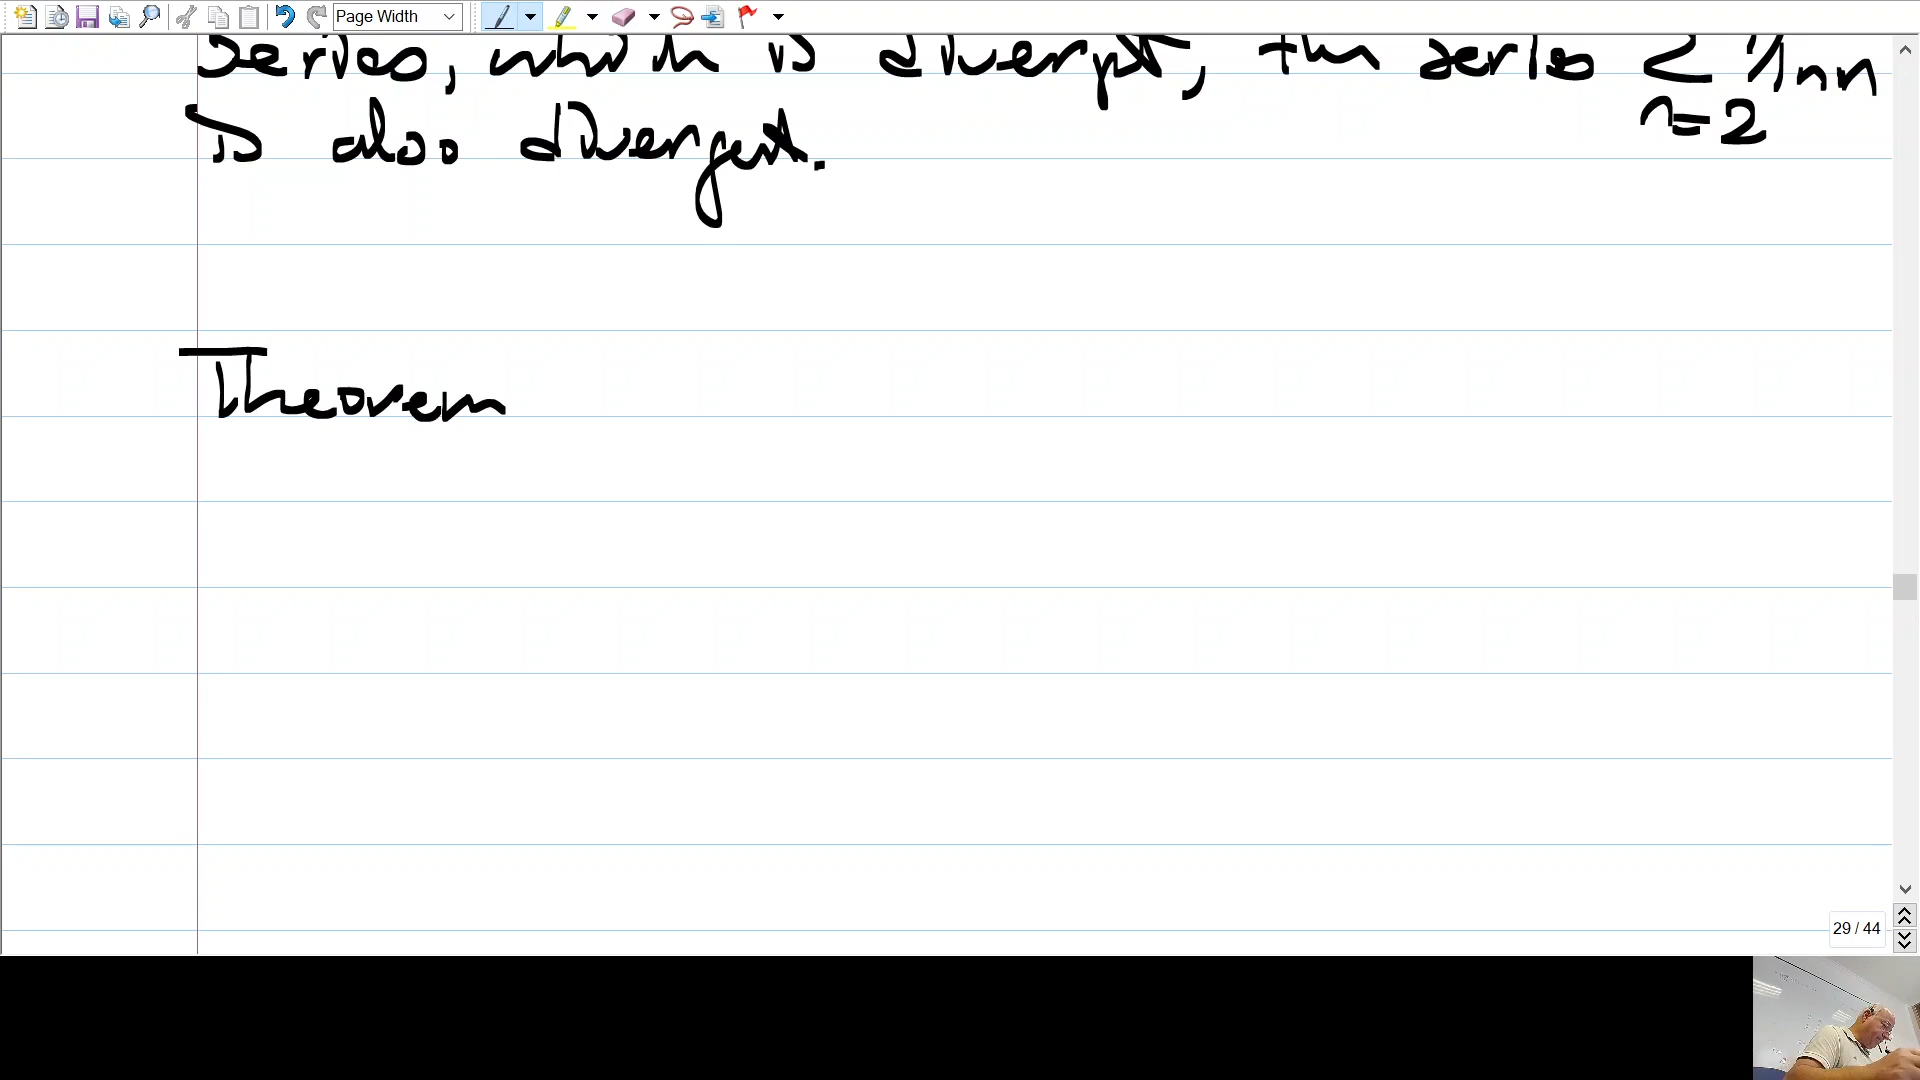 Page Width
series, which is divergent, the series Σ 1/ln n
n=2
is also divergent.
Theorem
29 / 44